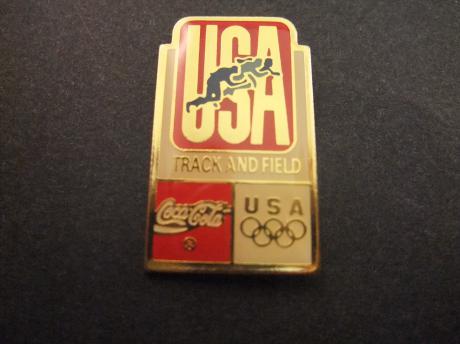 USA
TRACK AND FIELD
Coca-Cola
USA